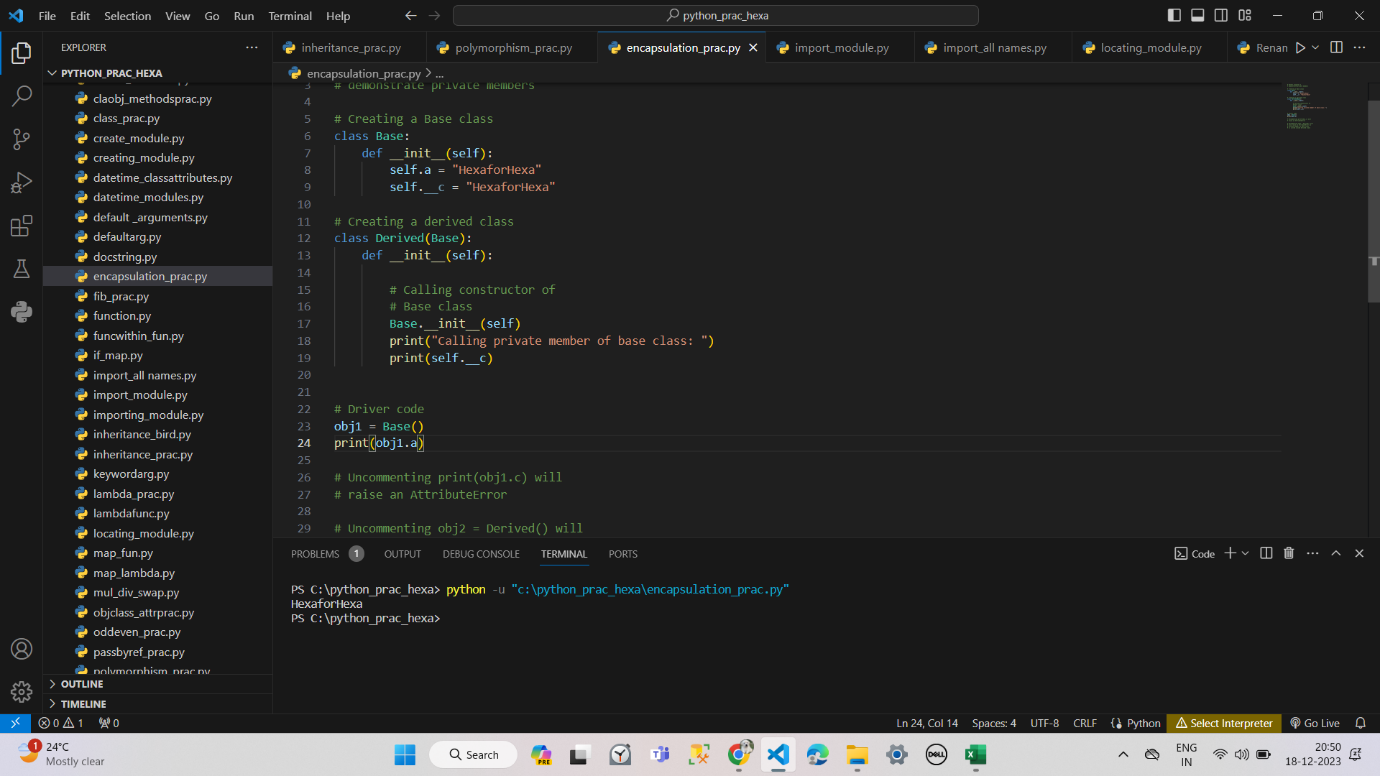 File Edit Selection View Go Run Terminal Help
python_prac_hexa
EXPLORER
inheritance_prac.py
polymorphism_prac.py
encapsulation_prac.py
import_module.py
import_all names.py
locating_module.py
Renan
PYTHON_PRAC_HEXA
encapsulation_prac.py > ...
claobj_methodsprac.py
class_prac.py
create_module.py
creating_module.py
datetime_classattributes.py
datetime_modules.py
default _arguments.py
defaultarg.py
docstring.py
encapsulation_prac.py
fib_prac.py
function.py
funcwithin_fun.py
if_map.py
import_all names.py
import_module.py
importing_module.py
inheritance_bird.py
inheritance_prac.py
keywordarg.py
lambda_prac.py
lambdafunc.py
locating_module.py
map_fun.py
map_lambda.py
mul_div_swap.py
objclass_attrprac.py
oddeven_prac.py
passbyref_prac.py
polymorphism_prac.py
OUTLINE
TIMELINE
3 # demonstrate private members
4
5 # Creating a Base class
6 class Base:
7 def __init__(self):
8 self.a = "HexaforHexa"
9 self.__c = "HexaforHexa"
10
11 # Creating a derived class
12 class Derived(Base):
13 def __init__(self):
14
15 # Calling constructor of
16 # Base class
17 Base.__init__(self)
18 print("Calling private member of base class: ")
19 print(self.__c)
20
21
22 # Driver code
23 obj1 = Base()
24 print(obj1.a)
25
26 # Uncommenting print(obj1.c) will
27 # raise an AttributeError
28
29 # Uncommenting obj2 = Derived() will
PROBLEMS 1 OUTPUT DEBUG CONSOLE TERMINAL PORTS
Code
PS C:\python_prac_hexa> python -u "c:\python_prac_hexa\encapsulation_prac.py"
HexaforHexa
PS C:\python_prac_hexa>
0 1 0
Ln 24, Col 14 Spaces: 4 UTF-8 CRLF Python Select Interpreter Go Live
1
24°C
Mostly clear
Search
PRE
DELL
ENG
IN
20:50
18-12-2023